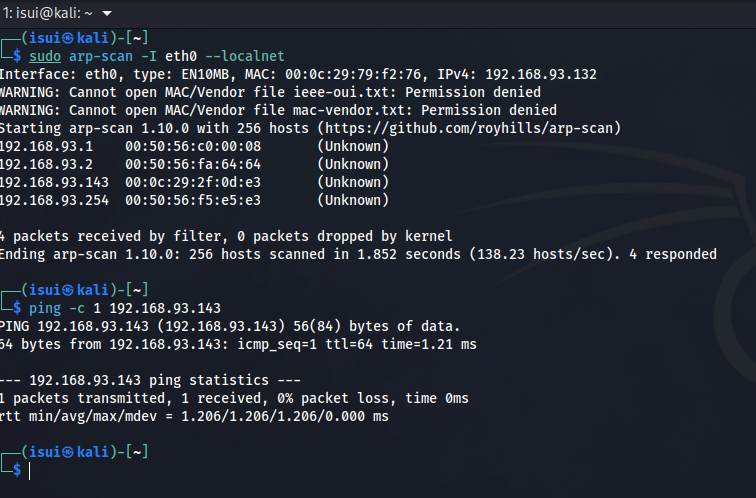 1: isui@kali: ~
┌──(isui㉿kali)-[~]
└─$ sudo arp-scan -I eth0 --localnet
Interface: eth0, type: EN10MB, MAC: 00:0c:29:79:f2:76, IPv4: 192.168.93.132
WARNING: Cannot open MAC/Vendor file ieee-oui.txt: Permission denied
WARNING: Cannot open MAC/Vendor file mac-vendor.txt: Permission denied
Starting arp-scan 1.10.0 with 256 hosts (https://github.com/royhills/arp-scan)
192.168.93.1    00:50:56:c0:00:08       (Unknown)
192.168.93.2    00:50:56:fa:64:64       (Unknown)
192.168.93.143  00:0c:29:2f:0d:e3       (Unknown)
192.168.93.254  00:50:56:f5:e5:e3       (Unknown)
4 packets received by filter, 0 packets dropped by kernel
Ending arp-scan 1.10.0: 256 hosts scanned in 1.852 seconds (138.23 hosts/sec). 4 responded
┌──(isui㉿kali)-[~]
└─$ ping -c 1 192.168.93.143
PING 192.168.93.143 (192.168.93.143) 56(84) bytes of data.
64 bytes from 192.168.93.143: icmp_seq=1 ttl=64 time=1.21 ms
--- 192.168.93.143 ping statistics ---
1 packets transmitted, 1 received, 0% packet loss, time 0ms
rtt min/avg/max/mdev = 1.206/1.206/1.206/0.000 ms
┌──(isui㉿kali)-[~]
└─$